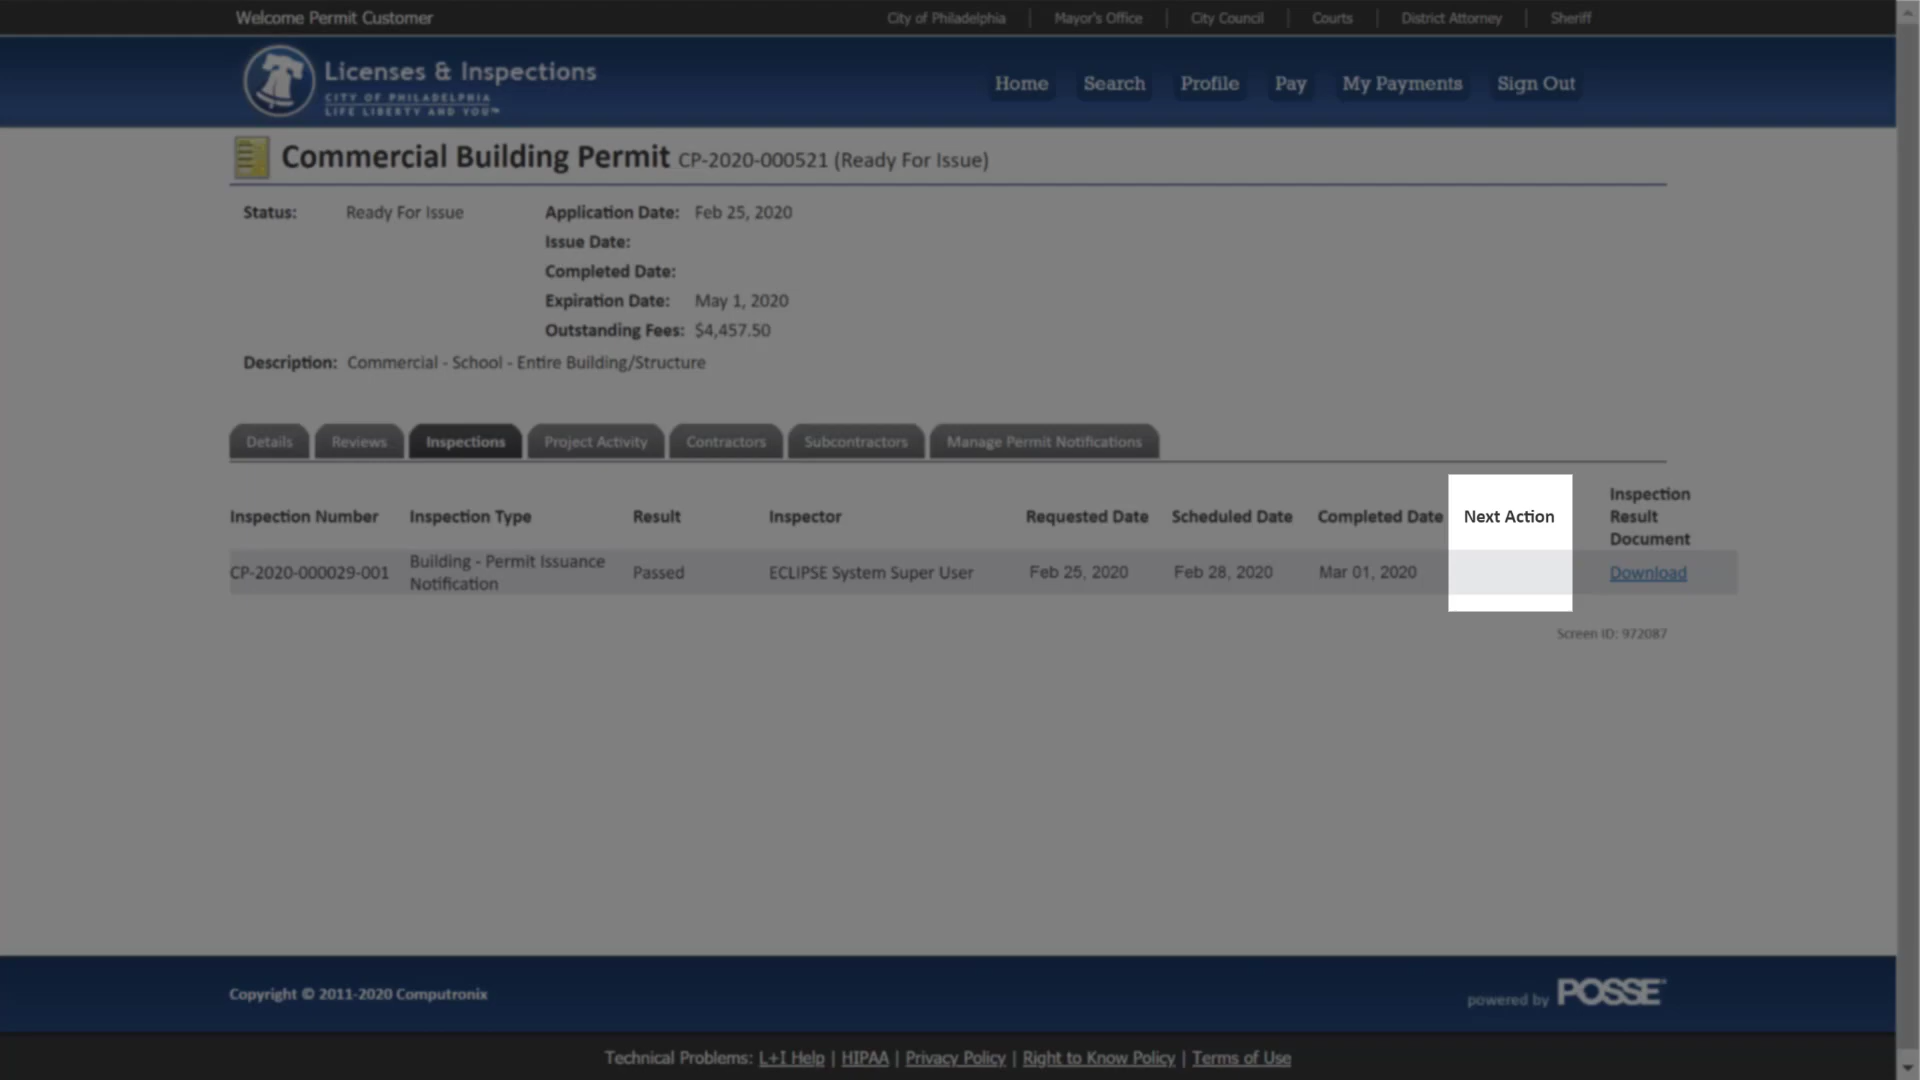 Welcome Permit Customer
City of Philadelphia | Mayor's Office | City Council | Courts | District Attorney | Sheriff
Licenses & Inspections
CITY OF PHILADELPHIA
LIFE LIBERTY AND YOU™
Home Search Profile Pay My Payments Sign Out
Commercial Building Permit CP-2020-000521 (Ready For Issue)
Status: Ready For Issue Application Date: Feb 25, 2020
Issue Date:
Completed Date:
Expiration Date: May 1, 2020
Outstanding Fees: $4,457.50
Description: Commercial - School - Entire Building/Structure
Details Reviews Inspections Project Activity Contractors Subcontractors Manage Permit Notifications
Inspection Number Inspection Type Result Inspector Requested Date Scheduled Date Completed Date Next Action Inspection
Result
Document
CP-2020-000029-001 Building - Permit Issuance
Notification Passed ECLIPSE System Super User Feb 25, 2020 Feb 28, 2020 Mar 01, 2020 Download
Screen ID: 972087
Copyright © 2011-2020 Computronix
powered by POSSE
Technical Problems: L+I Help | HIPAA | Privacy Policy | Right to Know Policy | Terms of Use